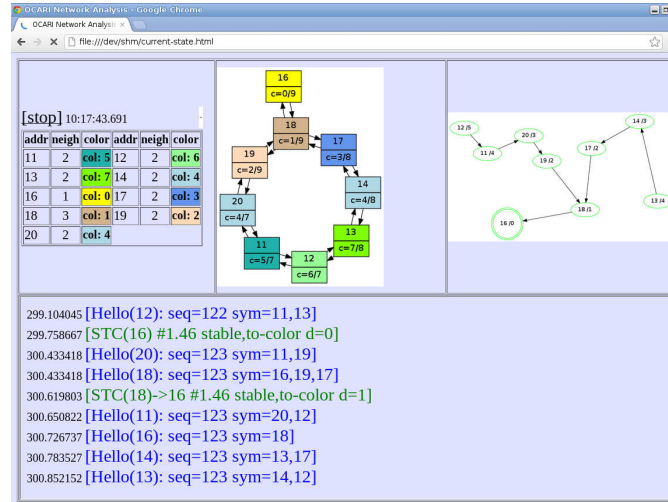 OCARI Network Analysis - Google Chrome
OCARI Network Analysis ×
file:///dev/shm/current-state.html
[stop] 10:17:43.691
addr neigh color addr neigh color
11 2 col: 5 12 2 col: 6
13 2 col: 7 14 2 col: 4
16 1 col: 0 17 2 col: 3
18 3 col: 1 19 2 col: 2
20 2 col: 4
16
c=0/9
18
c=1/9
17
c=3/8
19
c=2/9
14
c=4/8
20
c=4/7
13
c=7/8
11
c=5/7
12
c=6/7
12 /5
11 /4
20 /3
19 /2
17 /2
14 /3
13 /4
18 /1
16 /0
299.104045 [Hello(12): seq=122 sym=11,13]
299.758667 [STC(16) #1.46 stable,to-color d=0]
300.433418 [Hello(20): seq=123 sym=11,19]
300.433418 [Hello(18): seq=123 sym=16,19,17]
300.619803 [STC(18)->16 #1.46 stable,to-color d=1]
300.650822 [Hello(11): seq=123 sym=20,12]
300.726737 [Hello(16): seq=123 sym=18]
300.783527 [Hello(14): seq=123 sym=13,17]
300.852152 [Hello(13): seq=123 sym=14,12]